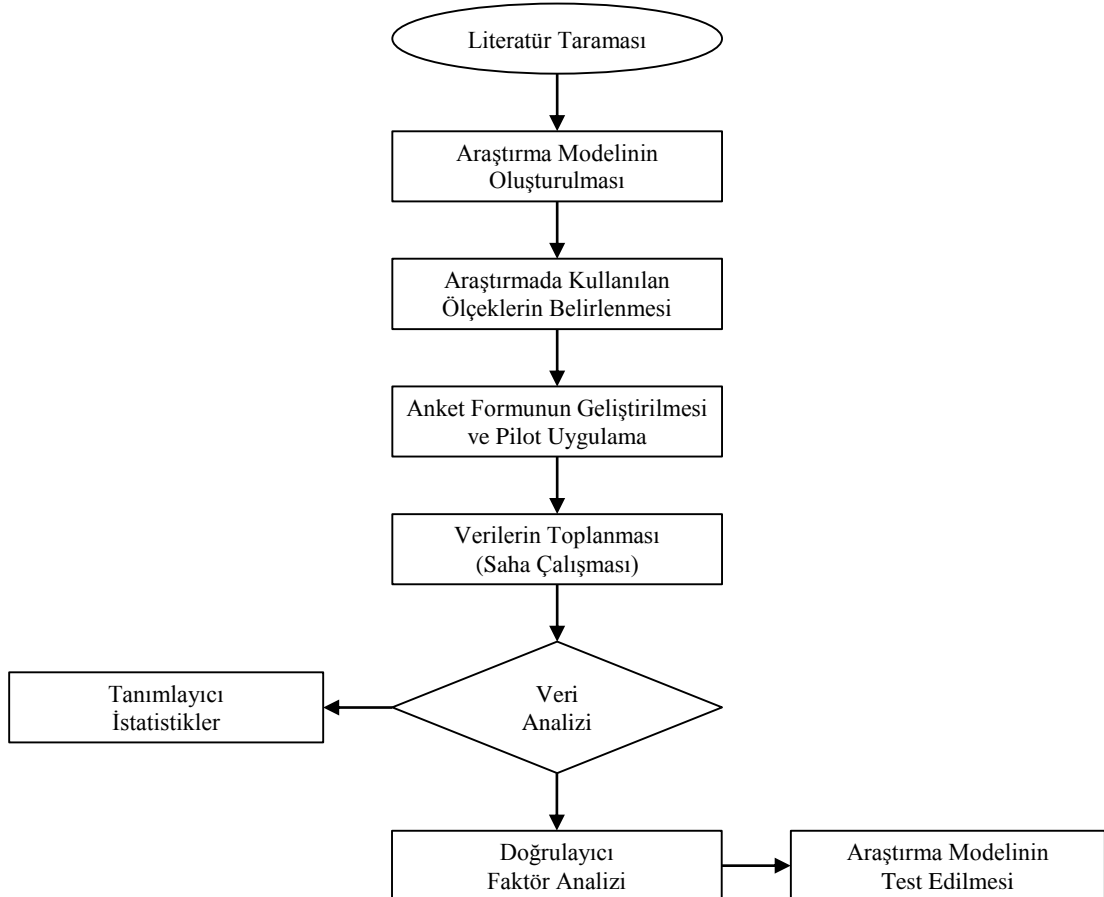 Literatür Taraması
Araştırma Modelinin
Oluşturulması
Araştırmada Kullanılan
Ölçeklerin Belirlenmesi
Anket Formunun Geliştirilmesi
ve Pilot Uygulama
Verilerin Toplanması
(Saha Çalışması)
Veri
Analizi
Tanımlayıcı
İstatistikler
Doğrulayıcı
Faktör Analizi
Araştırma Modelinin
Test Edilmesi